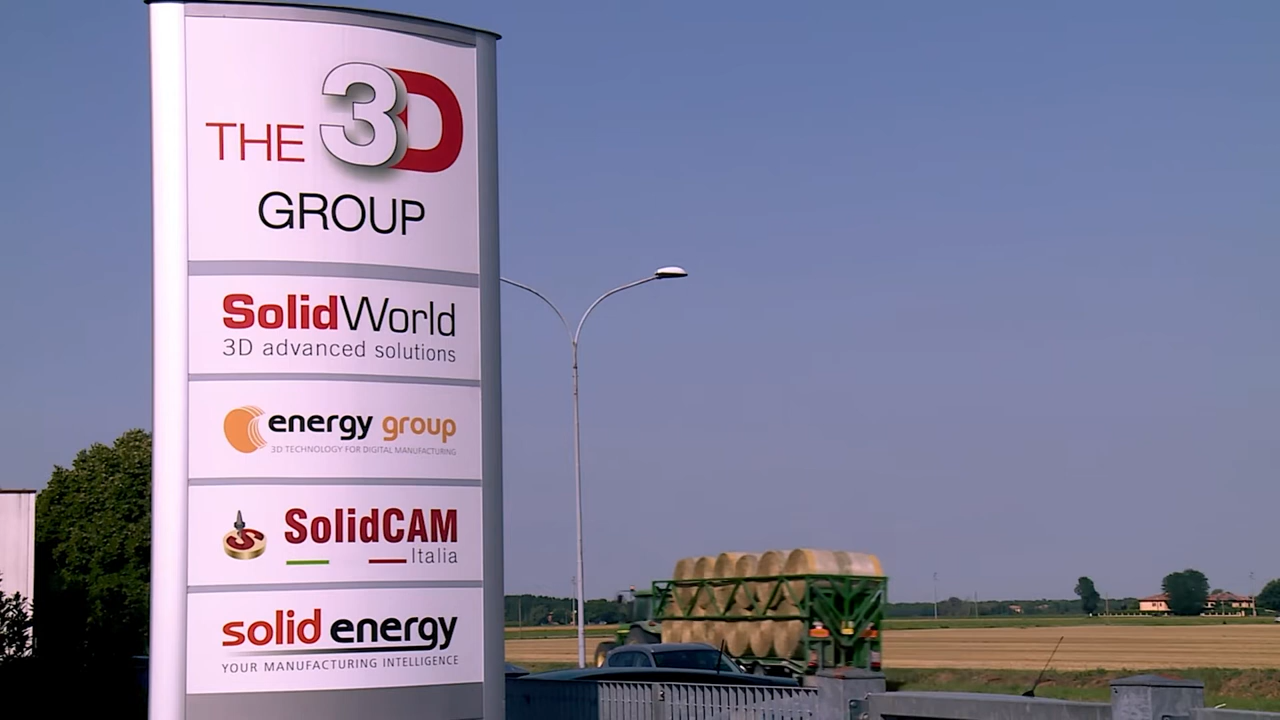 THE 3D
GROUP
SolidWorld
3D advanced solutions
energy group
3D TECHNOLOGY FOR DIGITAL MANUFACTURING
SolidCAM
Italia
solid energy
YOUR MANUFACTURING INTELLIGENCE